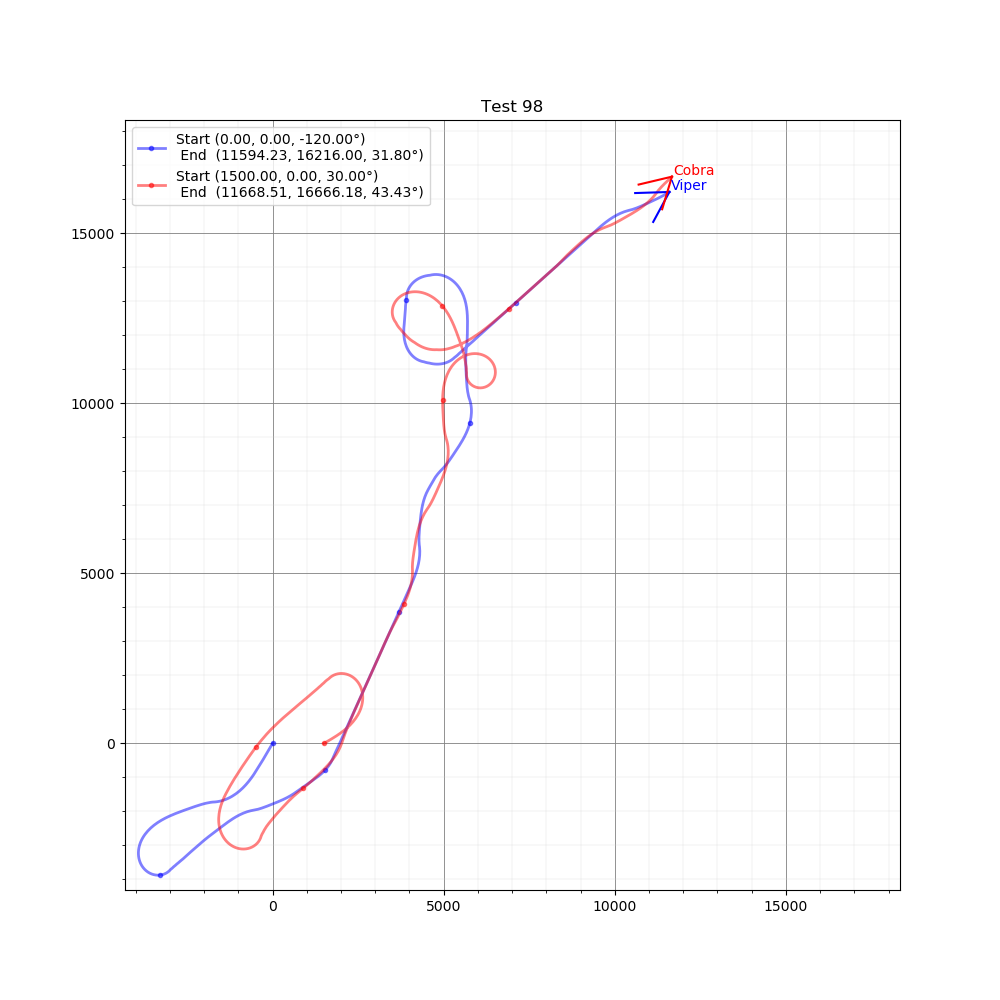 Test 98
Start (0.00, 0.00, -120.00°)
End (11594.23, 16216.00, 31.80°)
Start (1500.00, 0.00, 30.00°)
End (11668.51, 16666.18, 43.43°)
Cobra
Viper
15000
10000
5000
0
0
5000
10000
15000